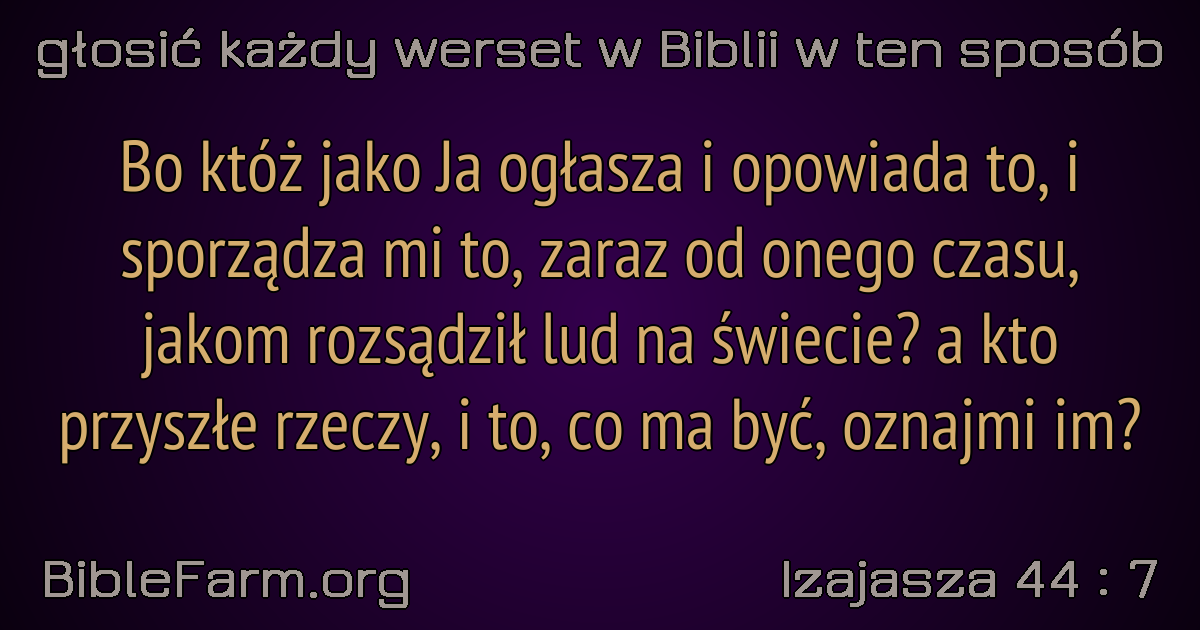 głosić każdy werset w Biblii w ten sposób
Bo któż jako Ja ogłasza i opowiada to, i
sporządza mi to, zaraz od onego czasu,
jakom rozsądził lud na świecie? a kto
przyszłe rzeczy, i to, co ma być, oznajmi im?
BibleFarm.org
Izajasza 44 : 7